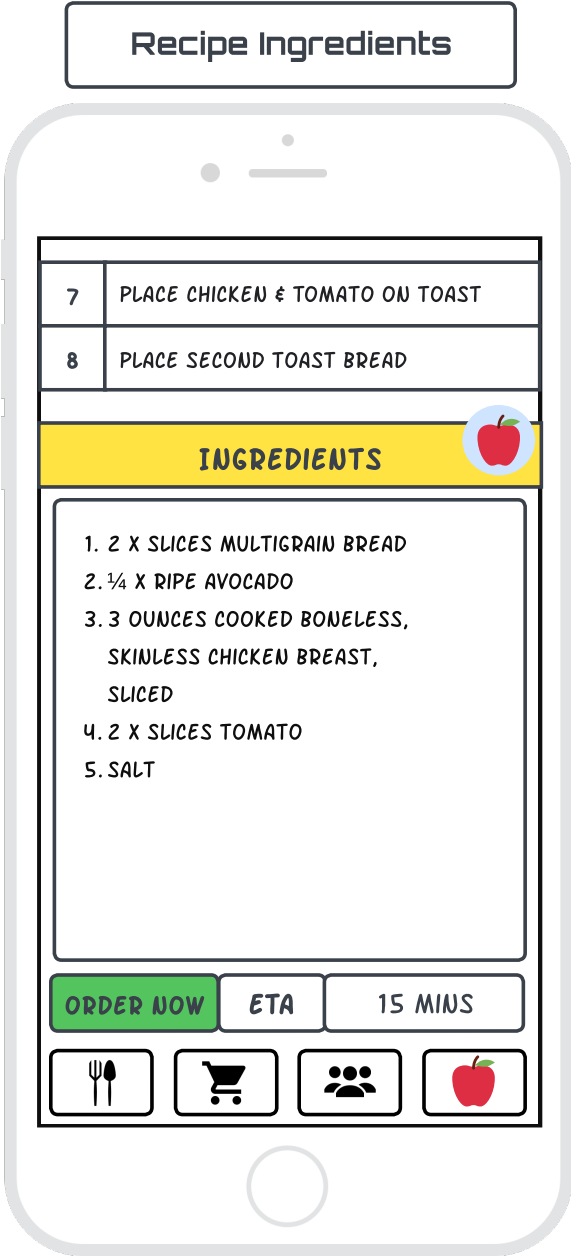 Recipe Ingredients
7 PLACE CHICKEN & TOMATO ON TOAST
8 PLACE SECOND TOAST BREAD
INGREDIENTS
1. 2 X SLICES MULTIGRAIN BREAD
2. ¼ X RIPE AVOCADO
3. 3 OUNCES COOKED BONELESS,
SKINLESS CHICKEN BREAST,
SLICED
4. 2 X SLICES TOMATO
5. SALT
ORDER NOW ETA 15 MINS